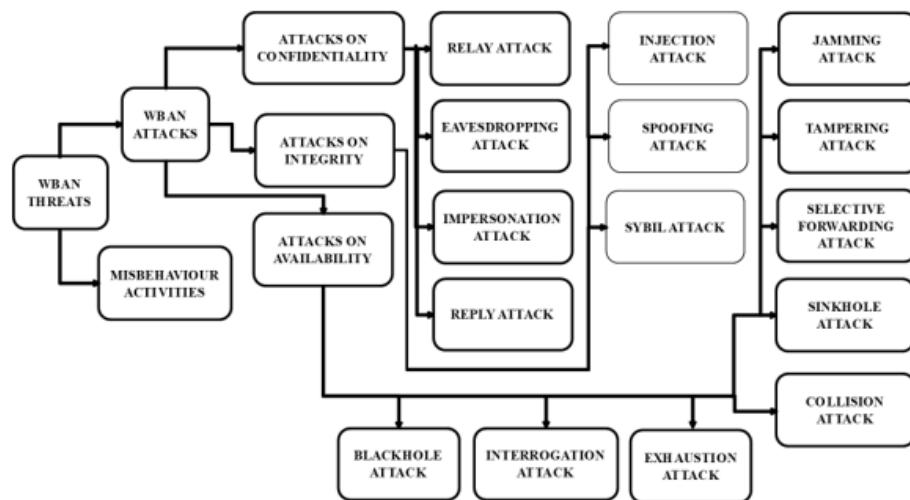 WBAN
THREATS
WBAN
ATTACKS
MISBEHAVIOUR
ACTIVITIES
ATTACKS ON
CONFIDENTIALITY
ATTACKS ON
INTEGRITY
ATTACKS ON
AVAILABILITY
RELAY ATTACK
EAVESDROPPING
ATTACK
IMPERSONATION
ATTACK
REPLY ATTACK
INJECTION
ATTACK
SPOOFING
ATTACK
SYBIL ATTACK
JAMMING
ATTACK
TAMPERING
ATTACK
SELECTIVE
FORWARDING
ATTACK
SINKHOLE
ATTACK
COLLISION
ATTACK
BLACKHOLE
ATTACK
INTERROGATION
ATTACK
EXHAUSTION
ATTACK